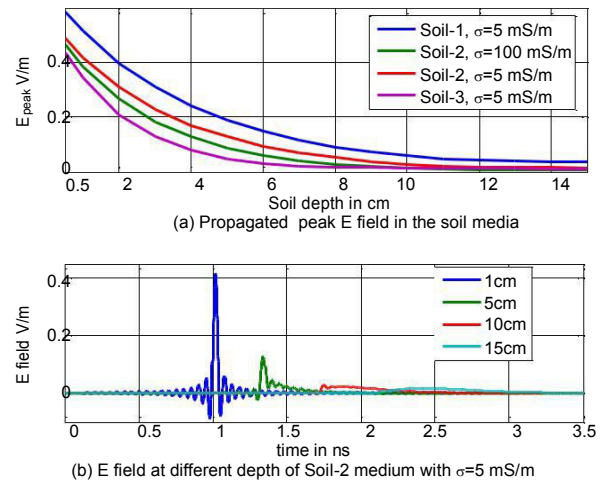 0.4
0.2
0
E_peak V/m
Soil-1, σ=5 mS/m
Soil-2, σ=100 mS/m
Soil-2, σ=5 mS/m
Soil-3, σ=5 mS/m
0.5 2 4 6 8 10 12 14
Soil depth in cm
(a) Propagated peak E field in the soil media
0.4
0.2
0
E field V/m
1cm
5cm
10cm
15cm
0 0.5 1 1.5 2 2.5 3 3.5
time in ns
(b) E field at different depth of Soil-2 medium with σ=5 mS/m